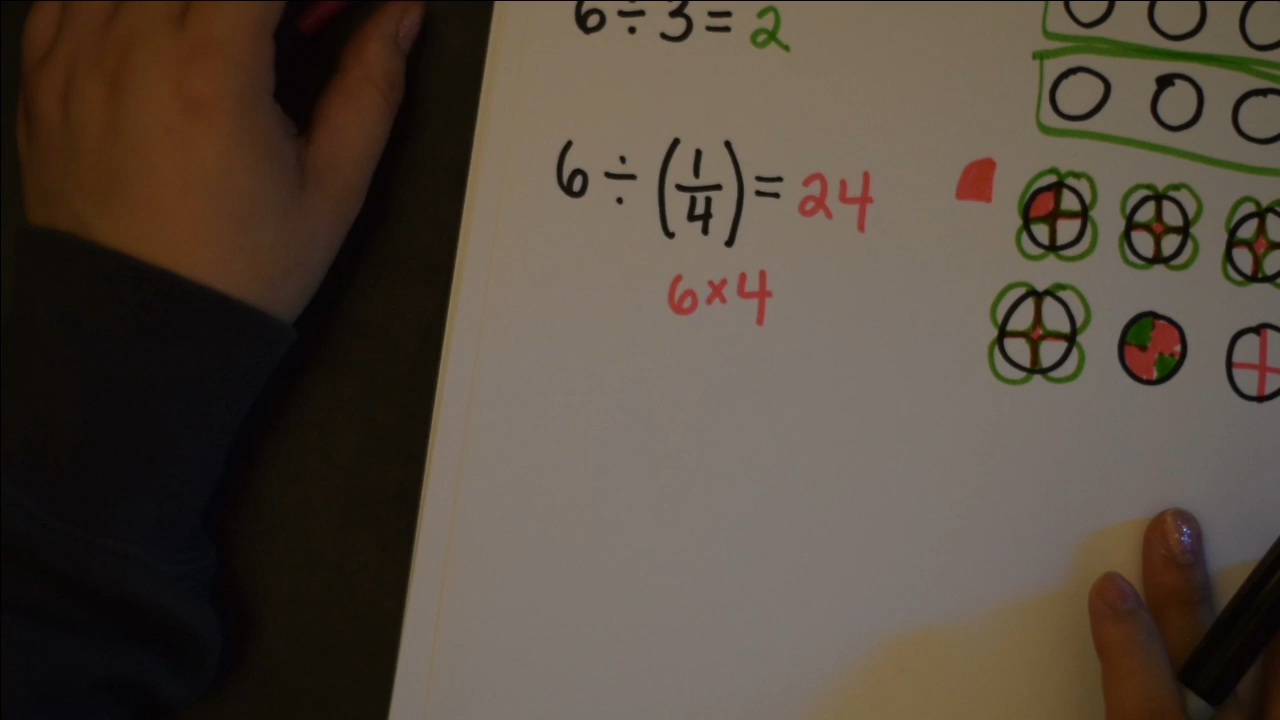 6 ÷ 3 = 2
6 ÷ (1/4) = 24
6 × 4